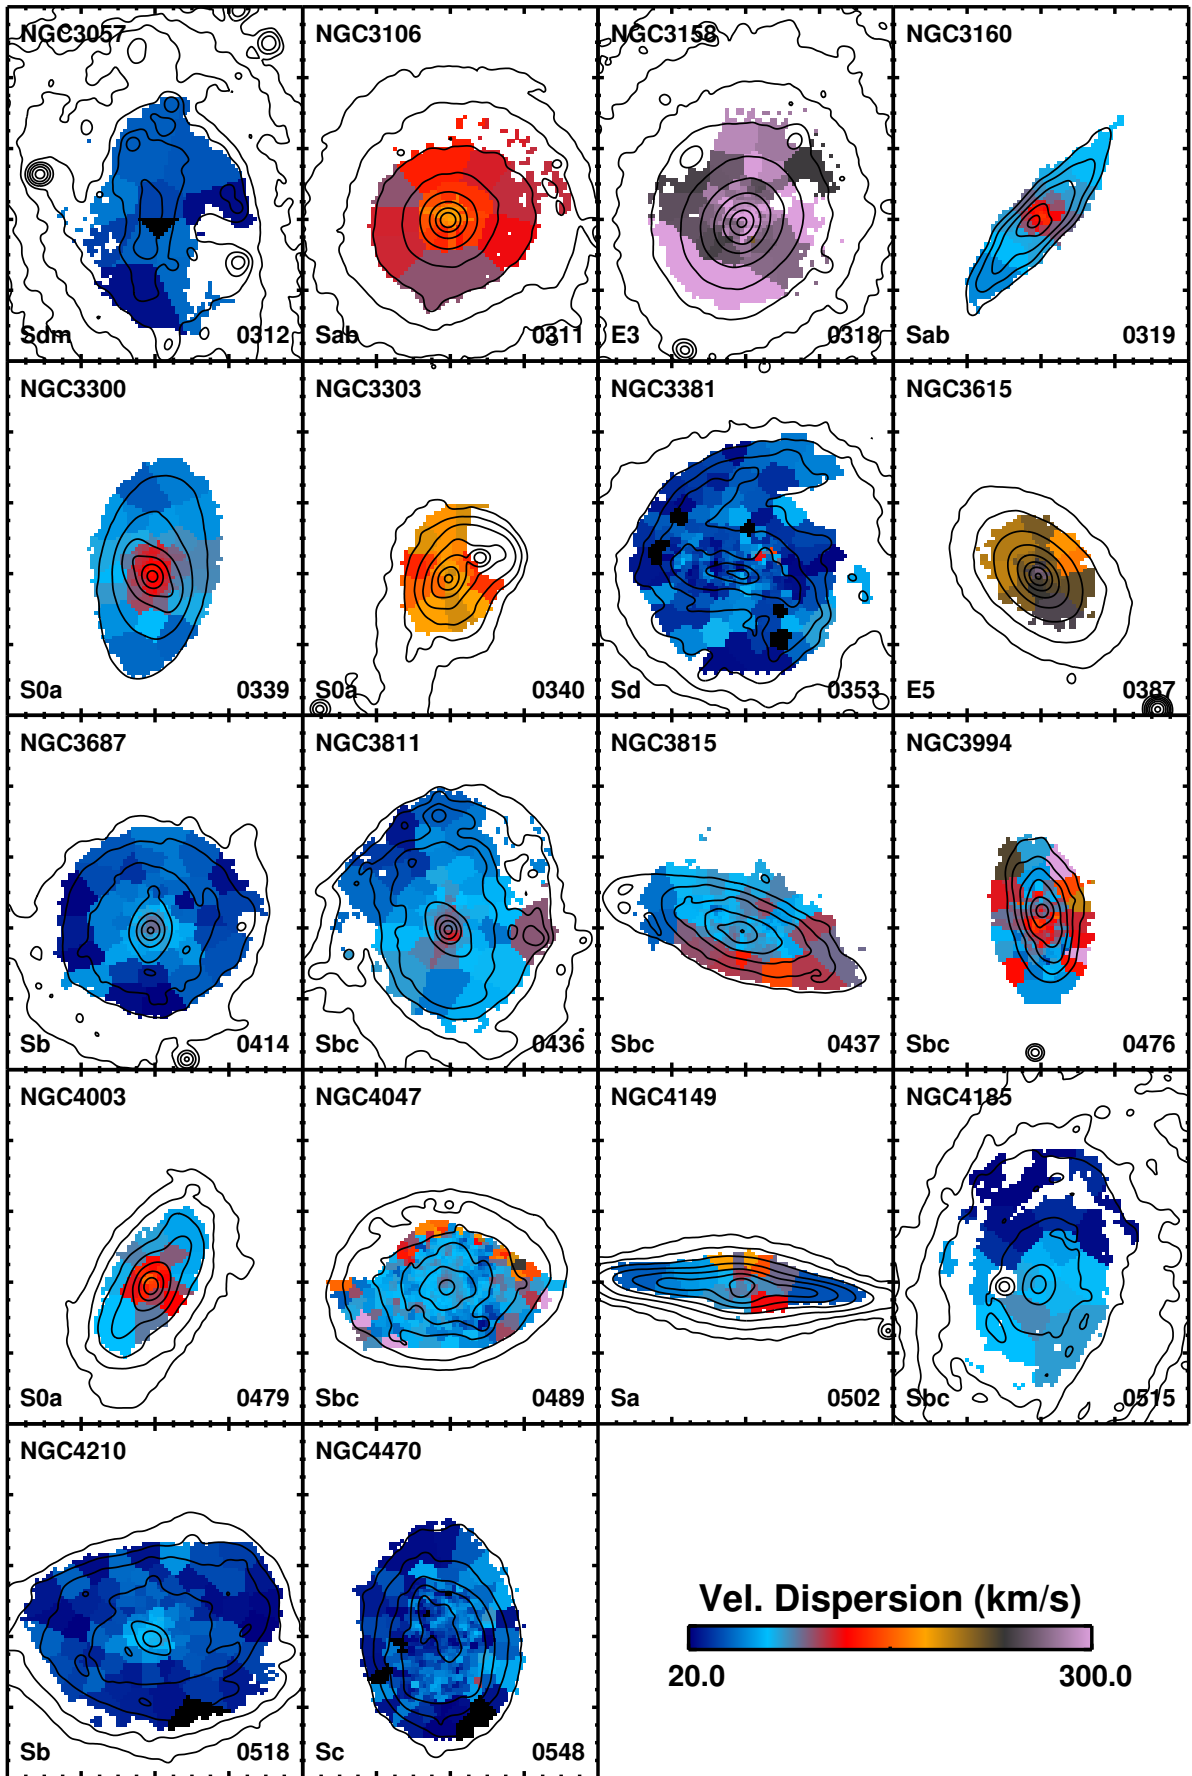 NGC3057 NGC3106 NGC3158 NGC3160
Sdm 0312 Sab 0311 E3 0318 Sab 0319
NGC3300 NGC3303 NGC3381 NGC3615
S0a 0339 S0a 0340 Sd 0353 E5 0387
NGC3687 NGC3811 NGC3815 NGC3994
Sb 0414 Sbc 0436 Sbc 0437 Sbc 0476
NGC4003 NGC4047 NGC4149 NGC4185
S0a 0479 Sbc 0489 Sa 0502 Sbc 0515
NGC4210 NGC4470
Vel. Dispersion (km/s)
20.0 300.0
Sb 0518 Sc 0548